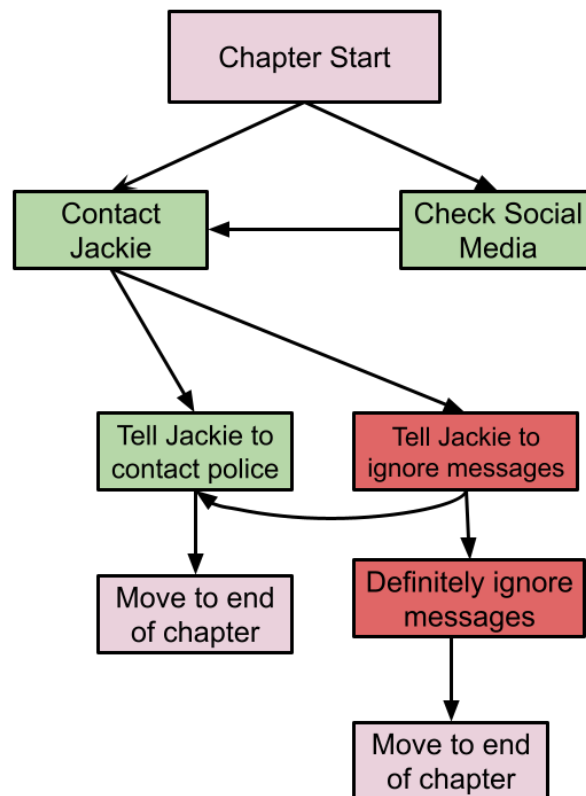 Chapter Start
Contact
Jackie
Check Social
Media
Tell Jackie to
contact police
Tell Jackie to
ignore messages
Move to end
of chapter
Definitely ignore
messages
Move to end
of chapter